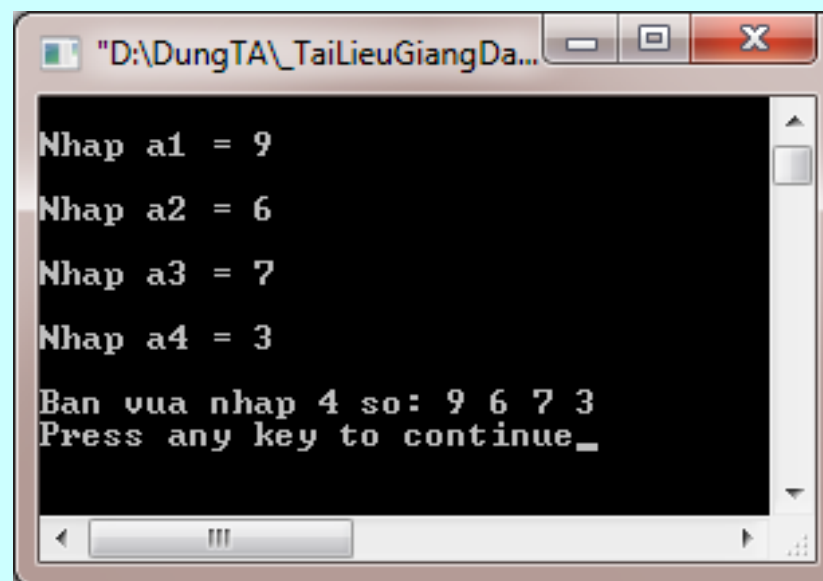 "D:\DungTA\_TaiLieuGiangDa...
Nhap a1 = 9
Nhap a2 = 6
Nhap a3 = 7
Nhap a4 = 3
Ban vua nhap 4 so: 9 6 7 3
Press any key to continue_